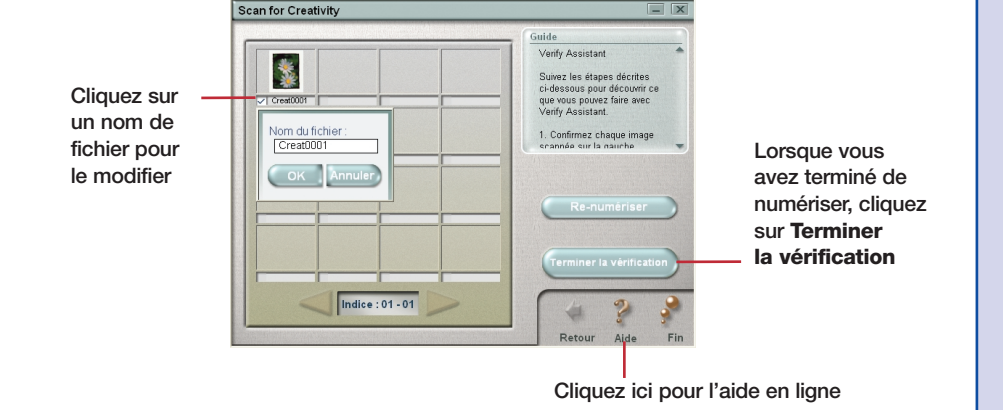 Scan for Creativity
Cliquez sur
un nom de
fichier pour
le modifier
Creat0001
Nom du fichier :
Creat0001
OK
Annuler
Indice : 01 - 01
Guide
Verify Assistant
Suivez les étapes décrites
ci-dessous pour découvrir ce
que vous pouvez faire avec
Verify Assistant.
1. Confirmez chaque image
scannée sur la gauche
Re-numériser
Terminer la vérification
Retour
Aide
Fin
Lorsque vous
avez terminé de
numériser, cliquez
sur Terminer
la vérification
Cliquez ici pour l’aide en ligne